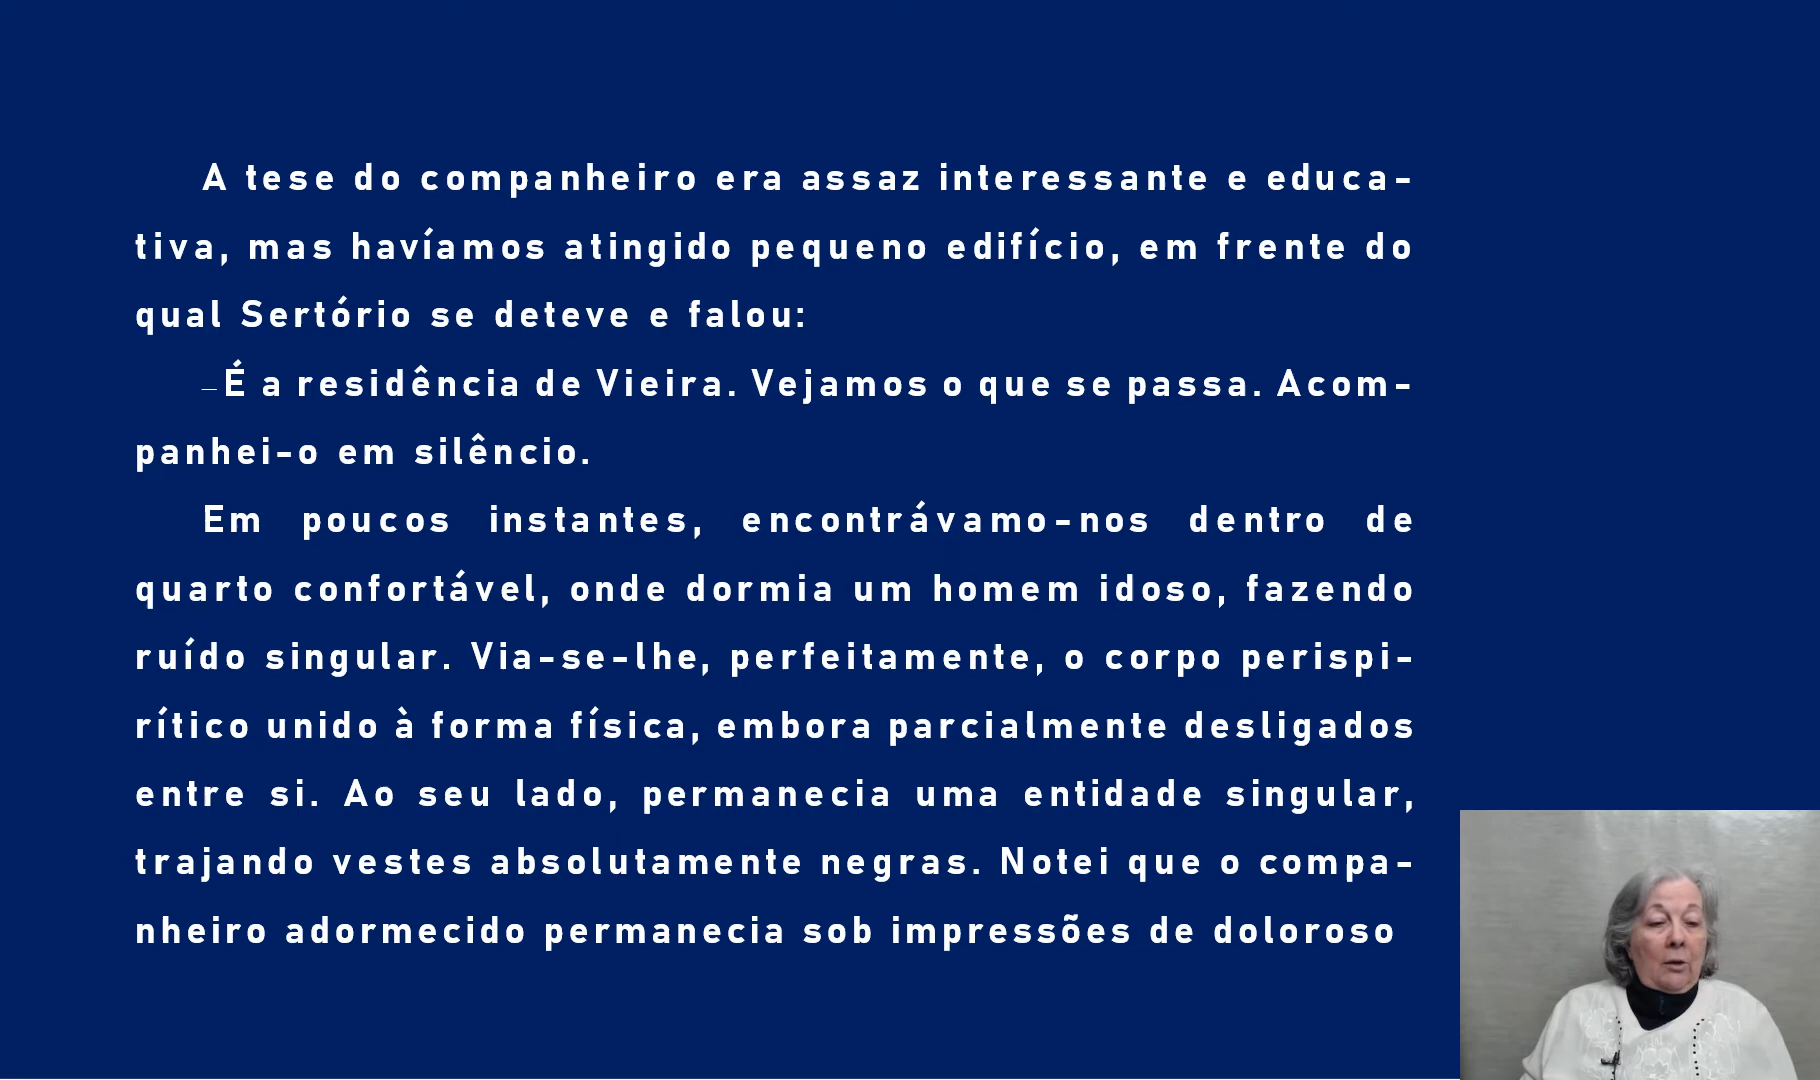 A tese do companheiro era assaz interessante e educa-
tiva, mas havíamos atingido pequeno edifício, em frente do
qual Sertório se deteve e falou:
–É a residência de Vieira. Vejamos o que se passa. Acom-
panhei-o em silêncio.
Em poucos instantes, encontrávamo-nos dentro de
quarto confortável, onde dormia um homem idoso, fazendo
ruído singular. Via-se-lhe, perfeitamente, o corpo perispi-
rítico unido à forma física, embora parcialmente desligados
entre si. Ao seu lado, permanecia uma entidade singular,
trajando vestes absolutamente negras. Notei que o compa-
nheiro adormecido permanecia sob impressões de doloroso